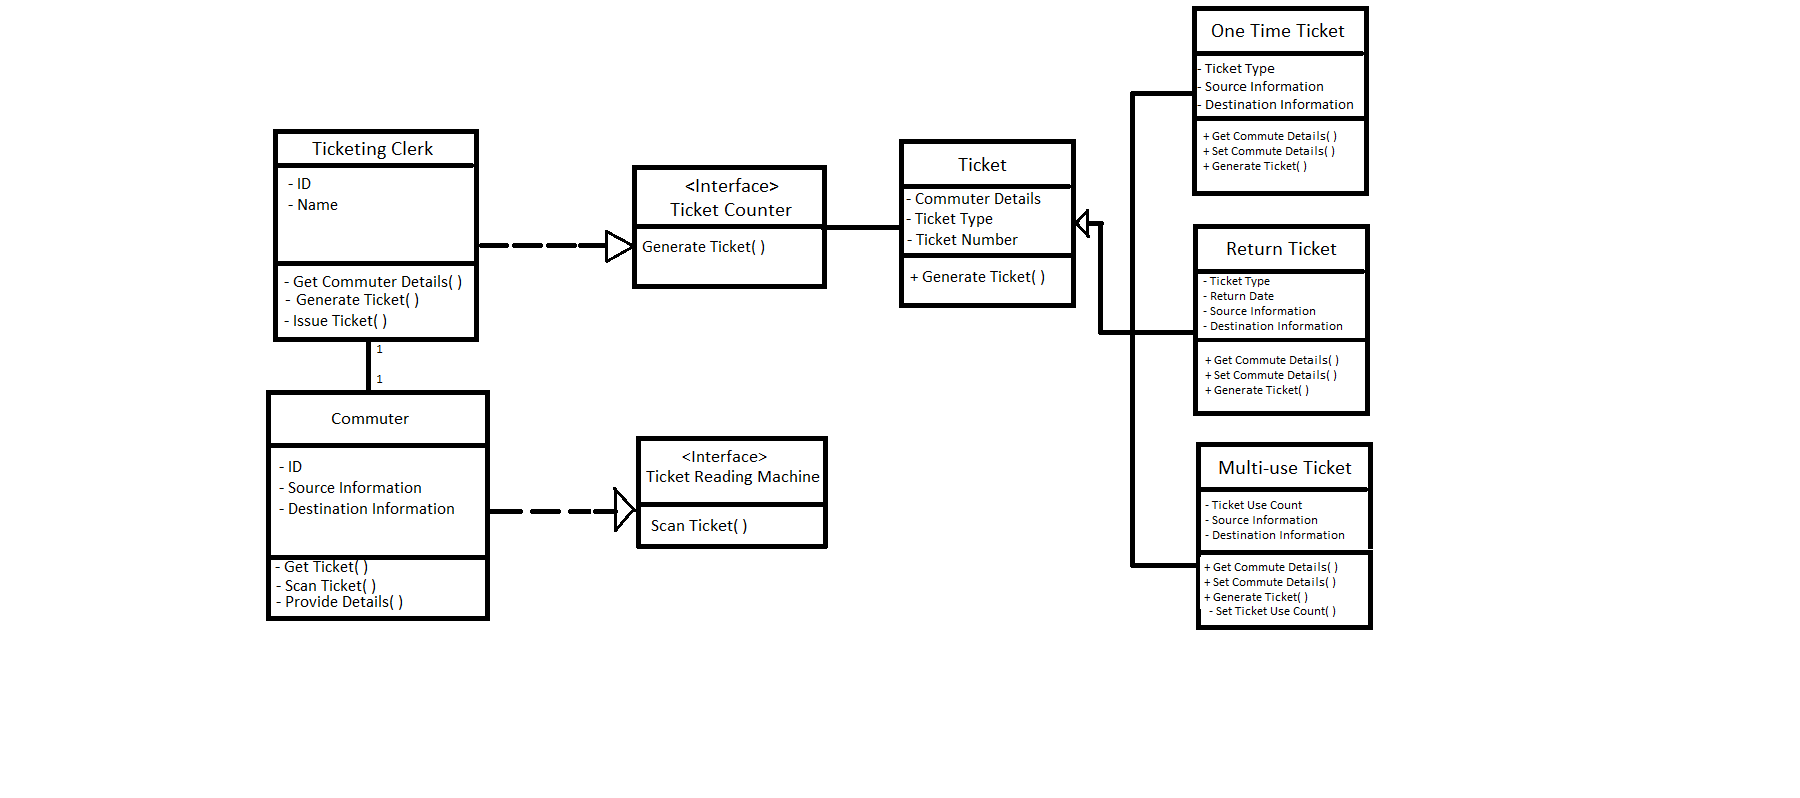 Ticketing Clerk
- ID
- Name
- Get Commuter Details( )
- Generate Ticket( )
- Issue Ticket( )
1
1
Commuter
- ID
- Source Information
- Destination Information
- Get Ticket( )
- Scan Ticket( )
- Provide Details( )
<Interface>
Ticket Counter
Generate Ticket( )
<Interface>
Ticket Reading Machine
Scan Ticket( )
Ticket
- Commuter Details
- Ticket Type
- Ticket Number
+ Generate Ticket( )
One Time Ticket
- Ticket Type
- Source Information
- Destination Information
+ Get Commute Details( )
+ Set Commute Details( )
+ Generate Ticket( )
Return Ticket
- Ticket Type
- Return Date
- Source Information
- Destination Information
+ Get Commute Details( )
+ Set Commute Details( )
+ Generate Ticket( )
Multi-use Ticket
- Ticket Use Count
- Source Information
- Destination Information
+ Get Commute Details( )
+ Set Commute Details( )
+ Generate Ticket( )
- Set Ticket Use Count( )